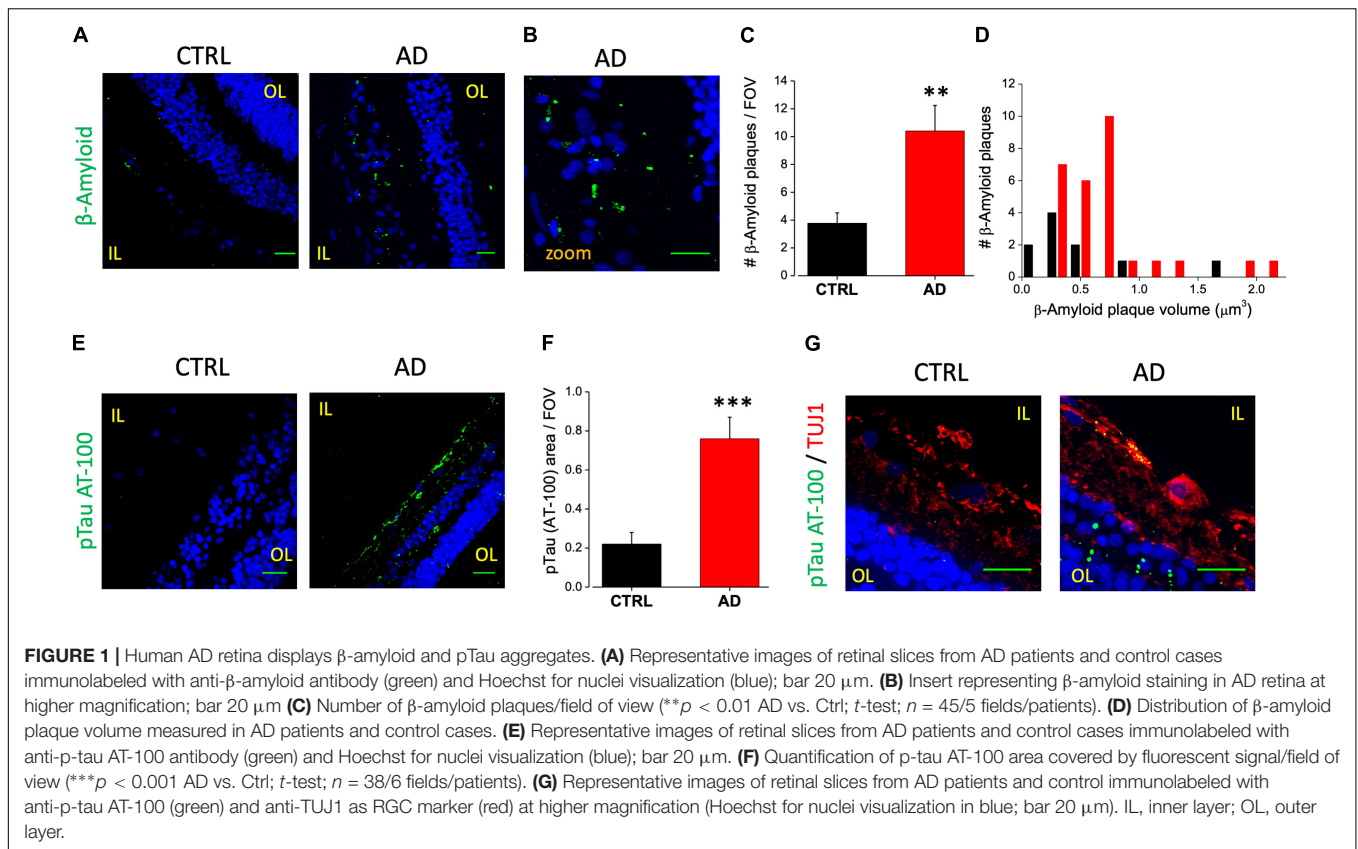 A
CTRL
AD
β-Amyloid
OL
IL
OL
IL
B
AD
zoom
C
# β-Amyloid plaques / FOV
14
12
10
8
6
4
2
0
**
CTRL
AD
D
# β-Amyloid plaques
12
10
8
6
4
2
0
0.0 0.5 1.0 1.5 2.0
β-Amyloid plaque volume (μm³)
E
CTRL
AD
pTau AT-100
IL
OL
IL
OL
F
pTau (AT-100) area / FOV
1.0
0.8
0.6
0.4
0.2
0.0
***
CTRL
AD
G
CTRL
AD
pTau AT-100 / TUJ1
IL
OL
IL
OL
FIGURE 1 | Human AD retina displays β-amyloid and pTau aggregates. (A) Representative images of retinal slices from AD patients and control cases
immunolabeled with anti-β-amyloid antibody (green) and Hoechst for nuclei visualization (blue); bar 20 μm. (B) Insert representing β-amyloid staining in AD retina at
higher magnification; bar 20 μm (C) Number of β-amyloid plaques/field of view (**p < 0.01 AD vs. Ctrl; t-test; n = 45/5 fields/patients). (D) Distribution of β-amyloid
plaque volume measured in AD patients and control cases. (E) Representative images of retinal slices from AD patients and control cases immunolabeled with
anti-p-tau AT-100 antibody (green) and Hoechst for nuclei visualization (blue); bar 20 μm. (F) Quantification of p-tau AT-100 area covered by fluorescent signal/field of
view (***p < 0.001 AD vs. Ctrl; t-test; n = 38/6 fields/patients). (G) Representative images of retinal slices from AD patients and control immunolabeled with
anti-p-tau AT-100 (green) and anti-TUJ1 as RGC marker (red) at higher magnification (Hoechst for nuclei visualization in blue; bar 20 μm). IL, inner layer; OL, outer
layer.